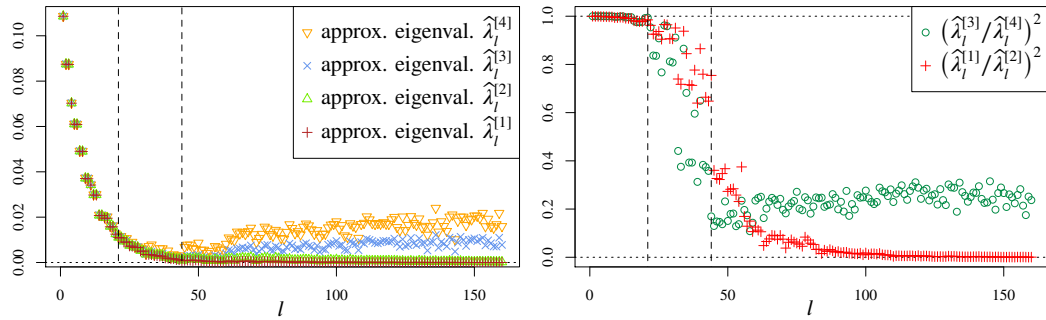 0.10
0.08
0.06
0.04
0.02
0.00
0
50
100
150
l
approx. eigenval. λ̂_l^[4]
approx. eigenval. λ̂_l^[3]
approx. eigenval. λ̂_l^[2]
approx. eigenval. λ̂_l^[1]
1.0
0.8
0.6
0.4
0.2
0.0
0
50
100
150
l
(λ̂_l^[3]/λ̂_l^[4])^2
(λ̂_l^[1]/λ̂_l^[2])^2